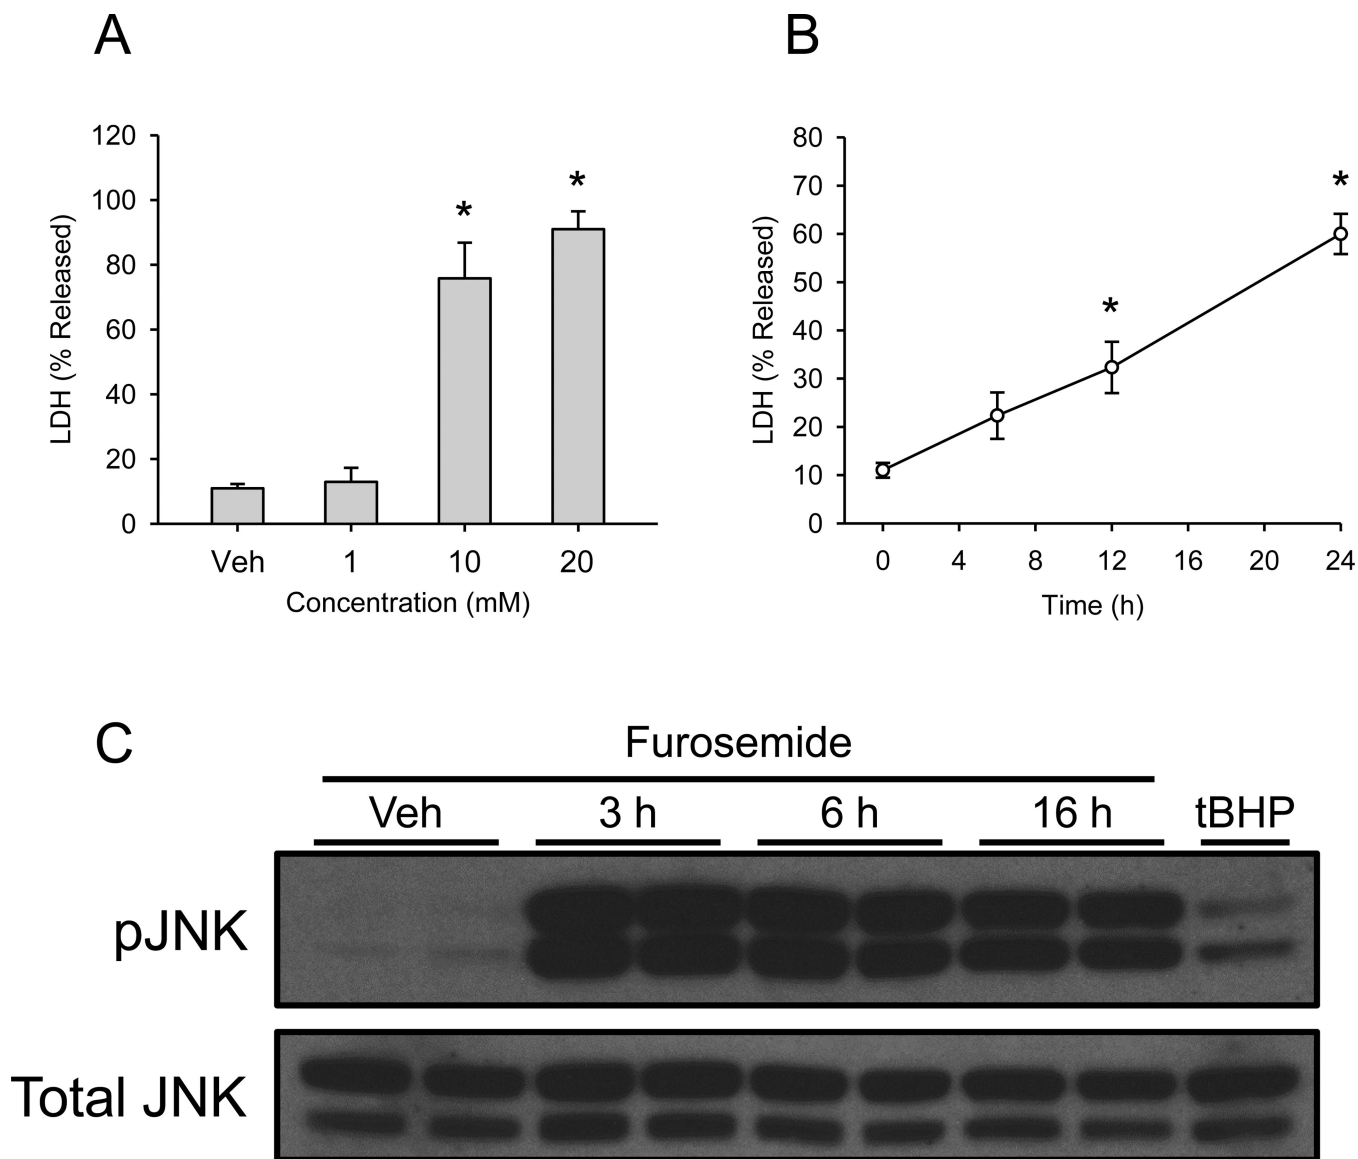 A
120
100
80
60
40
20
0
LDH (% Released)
*
*
Veh 1 10 20
Concentration (mM)
B
80
70
60
50
40
30
20
10
0
LDH (% Released)
*
*
0 4 8 12 16 20 24
Time (h)
C
Furosemide
Veh 3 h 6 h 16 h tBHP
pJNK
Total JNK